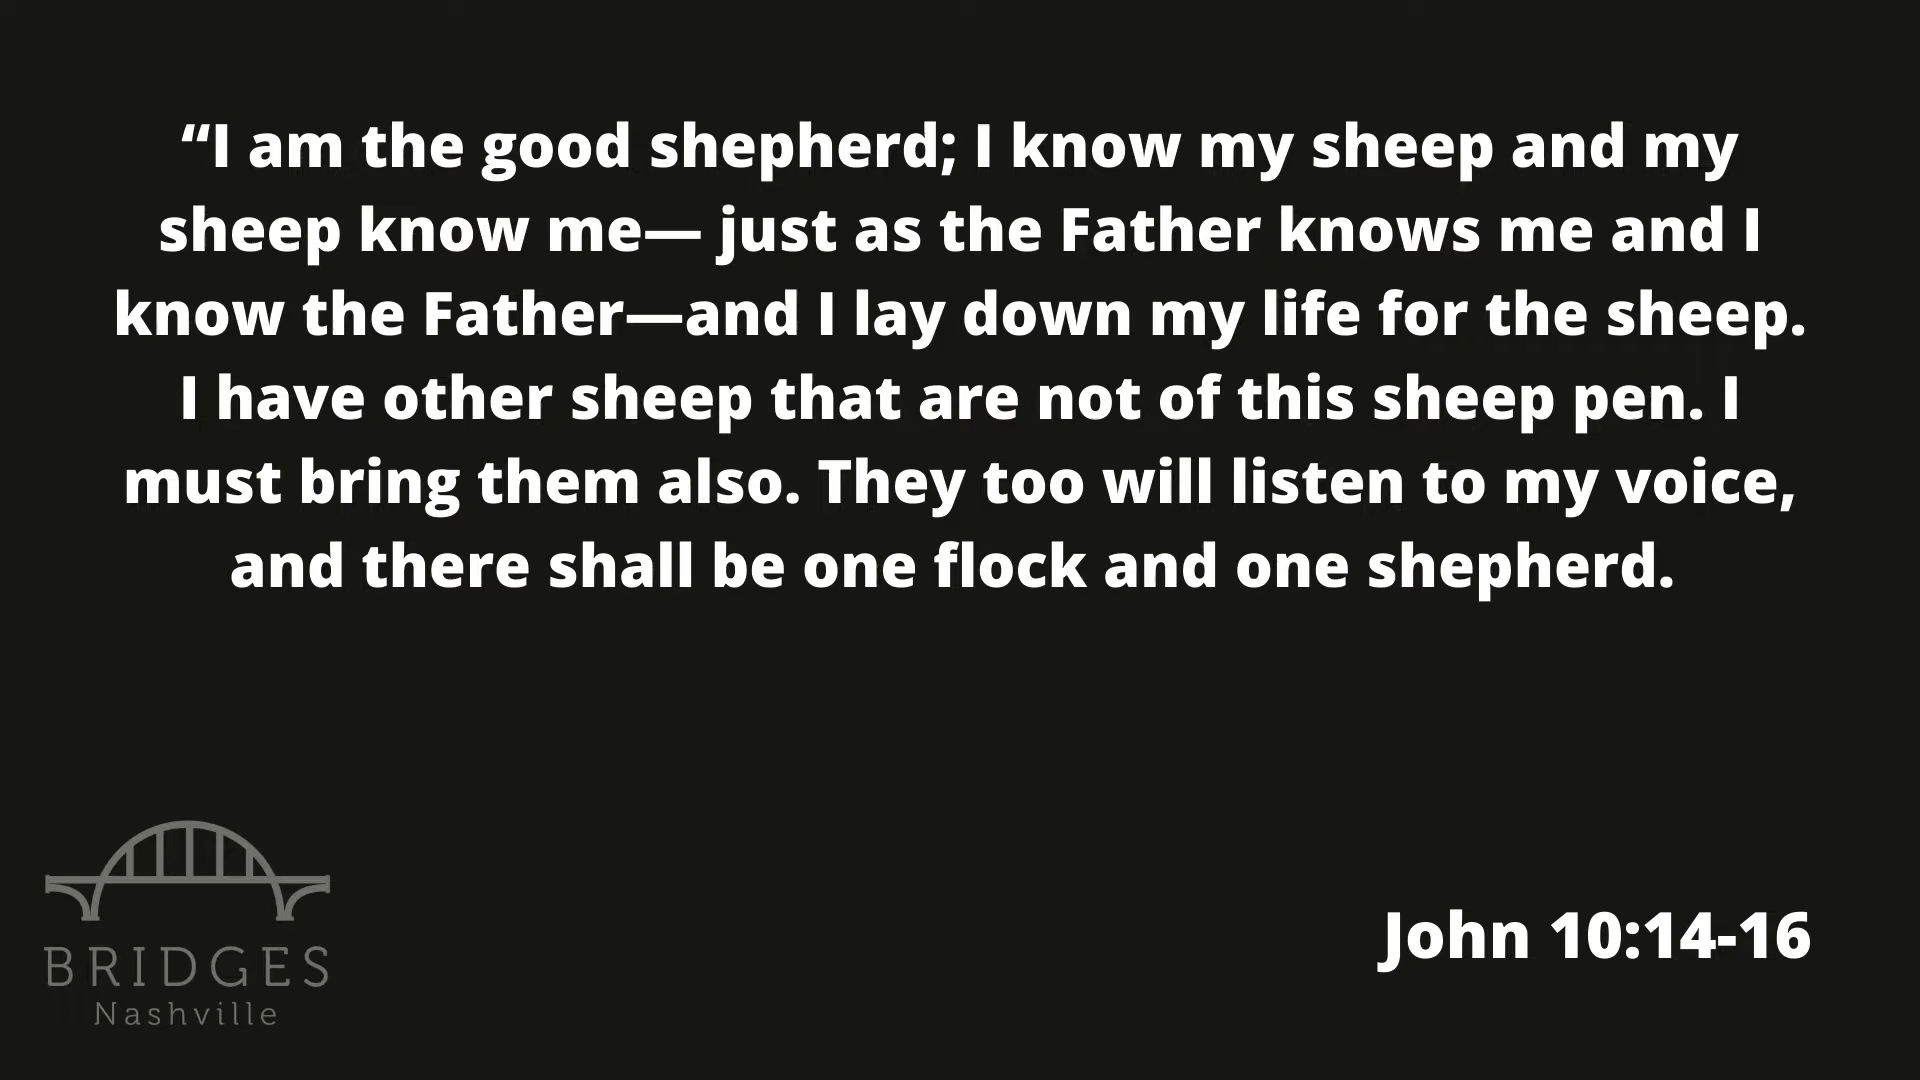 “I am the good shepherd; I know my sheep and my
sheep know me— just as the Father knows me and I
know the Father—and I lay down my life for the sheep.
I have other sheep that are not of this sheep pen. I
must bring them also. They too will listen to my voice,
and there shall be one flock and one shepherd.
John 10:14-16
BRIDGES
Nashville